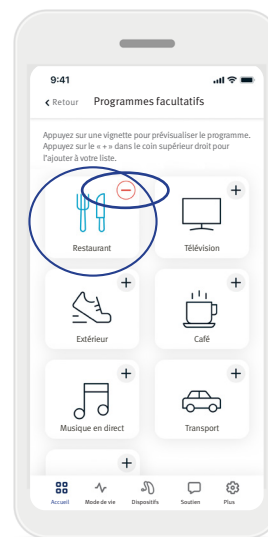 9:41
Retour Programmes facultatifs
Appuyez sur une vignette pour prévisualiser le programme.
Appuyez sur le « + » dans le coin supérieur droit pour
l'ajouter à votre liste.
Restaurant
Télévision
Extérieur
Café
Musique en direct
Transport
Accueil Mode de vie Dispositifs Soutien Plus